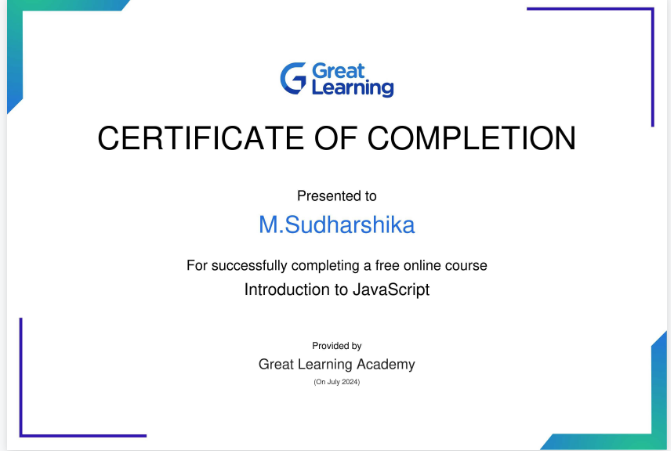 Great
Learning
CERTIFICATE OF COMPLETION
Presented to
M.Sudharshika
For successfully completing a free online course
Introduction to JavaScript
Provided by
Great Learning Academy
(On July 2024)